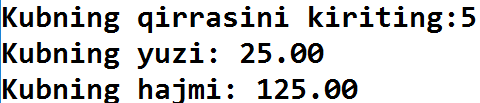 Kubning qirrasini kiriting:5
Kubning yuzi: 25.00
Kubning hajmi: 125.00